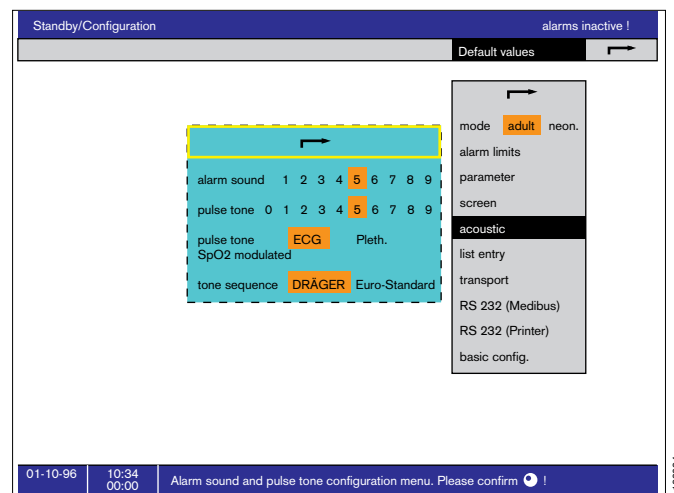 Standby/Configuration alarms inactive !
Default values
mode adult neon.
alarm limits
parameter
screen
acoustic
list entry
transport
RS 232 (Medibus)
RS 232 (Printer)
basic config.
alarm sound 1 2 3 4 5 6 7 8 9
pulse tone 0 1 2 3 4 5 6 7 8 9
pulse tone ECG Pleth.
SpO2 modulated
tone sequence DRÄGER Euro-Standard
01-10-96 10:34
00:00
Alarm sound and pulse tone configuration menu. Please confirm !